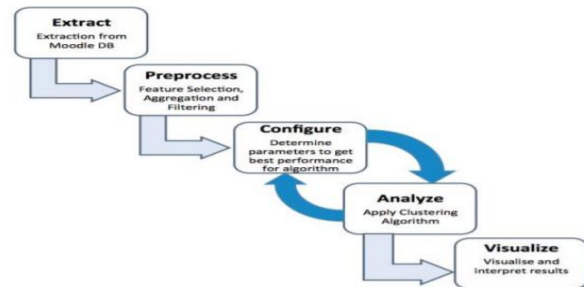 Extract
Extraction from
Moodle DB
Preprocess
Feature Selection,
Aggregation and
Filtering
Configure
Determine
parameters to get
best performance
for algorithm
Analyze
Apply Clustering
Algorithm
Visualize
Visualise and
interpret results